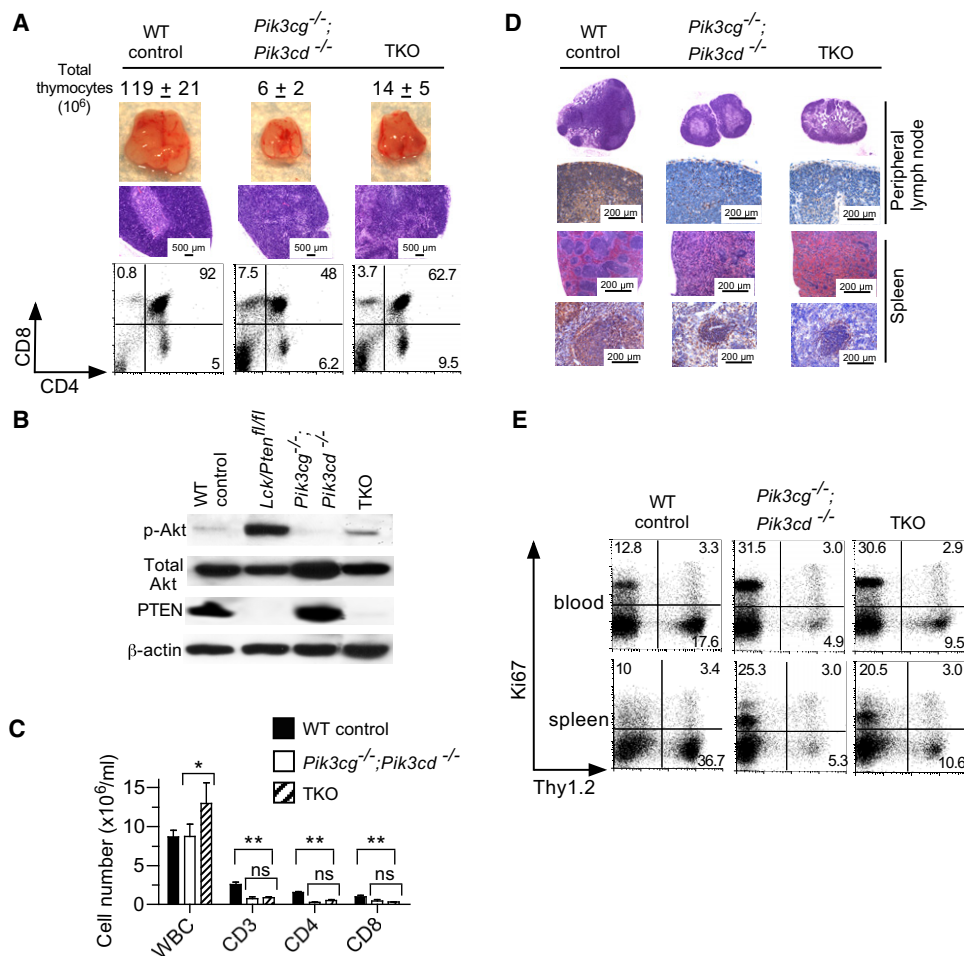 A
WT
control
Pik3cg-/-;
Pik3cd -/-
TKO
Total
thymocytes
(10⁶)
119 ± 21
6 ± 2
14 ± 5
500 µm
500 µm
500 µm
0.8
92
5
7.5
48
6.2
3.7
62.7
9.5
CD8
CD4
B
WT
control
Lck/Ptenfl/fl
Pik3cg-/-;
Pik3cd -/-
TKO
p-Akt
Total
Akt
PTEN
β-actin
C
WT control
Pik3cg-/-;Pik3cd -/-
TKO
Cell number (x10⁶/ml)
15
10
5
0
*
**
ns
**
ns
**
ns
WBC
CD3
CD4
CD8
D
WT
control
Pik3cg-/-;
Pik3cd -/-
TKO
200 µm
200 µm
200 µm
Peripheral
lymph node
200 µm
200 µm
200 µm
200 µm
200 µm
200 µm
Spleen
E
WT
control
Pik3cg-/-;
Pik3cd -/-
TKO
blood
12.8
3.3
17.6
31.5
3.0
4.9
30.6
2.9
9.5
spleen
10
3.4
36.7
25.3
3.0
5.3
20.5
3.0
10.6
Ki67
Thy1.2